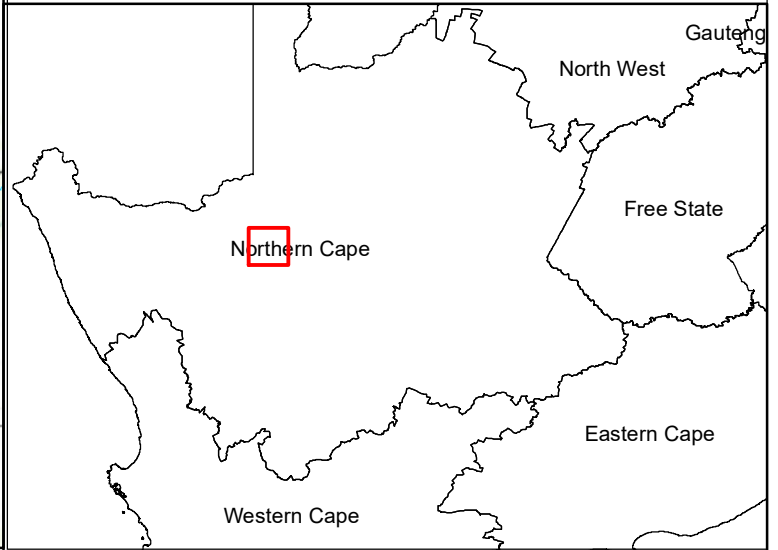 Gauteng
North West
Free State
Northern Cape
Eastern Cape
Western Cape